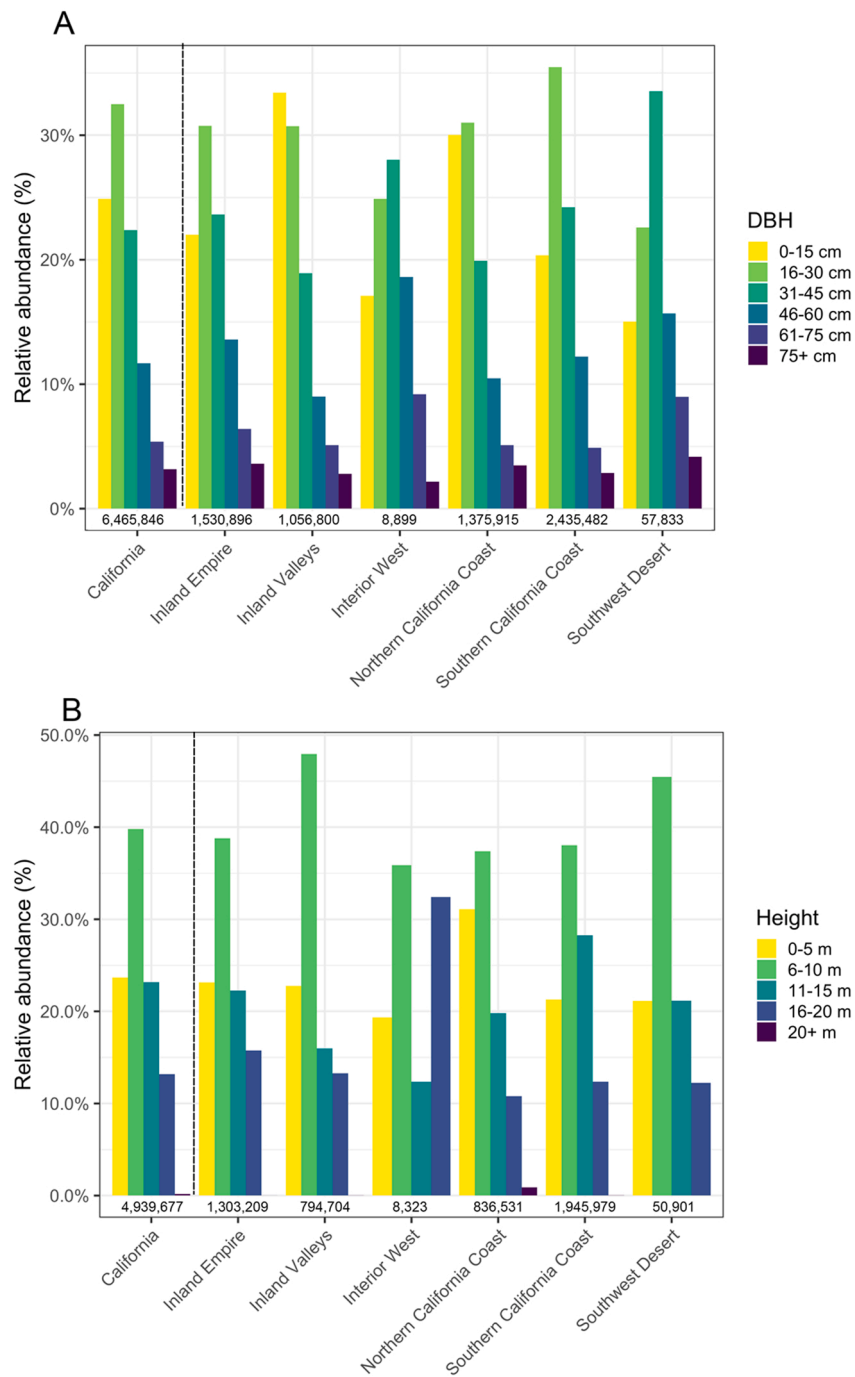 A
Relative abundance (%)
30%
20%
10%
0%
6,465,846 1,530,896 1,056,800 8,899 1,375,915 2,435,482 57,833
California
Inland Empire
Inland Valleys
Interior West
Northern California Coast
Southern California Coast
Southwest Desert
DBH
0-15 cm
16-30 cm
31-45 cm
46-60 cm
61-75 cm
75+ cm
B
Relative abundance (%)
50.0%
40.0%
30.0%
20.0%
10.0%
0.0%
4,939,677 1,303,209 794,704 8,323 836,531 1,945,979 50,901
California
Inland Empire
Inland Valleys
Interior West
Northern California Coast
Southern California Coast
Southwest Desert
Height
0-5 m
6-10 m
11-15 m
16-20 m
20+ m